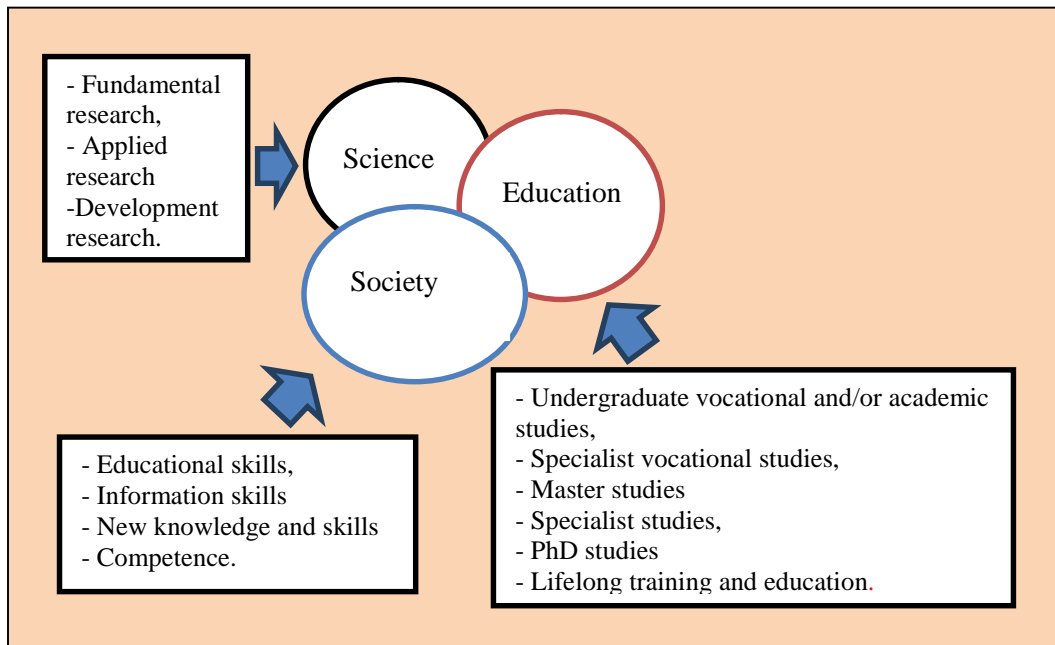 - Fundamental
research,
- Applied
research
-Development
research.
Science
Education
Society
- Educational skills,
- Information skills
- New knowledge and skills
- Competence.
- Undergraduate vocational and/or academic
studies,
- Specialist vocational studies,
- Master studies
- Specialist studies,
- PhD studies
- Lifelong training and education.